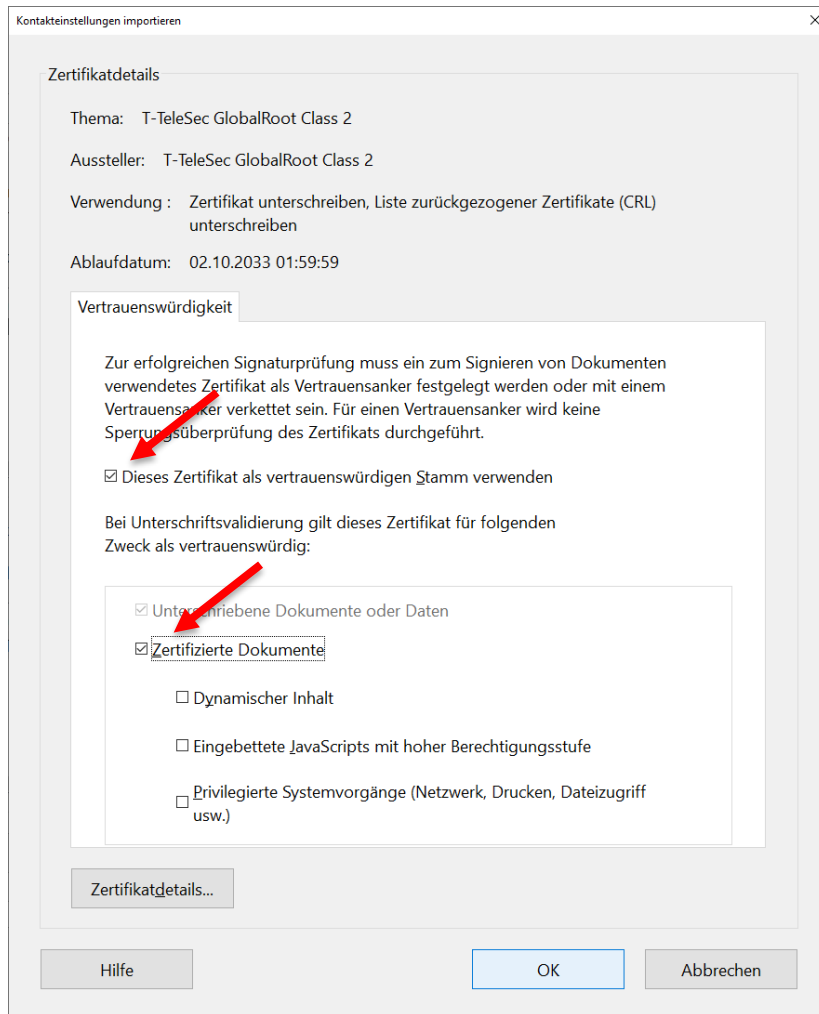 Kontakteinstellungen importieren
Zertifikatdetails
Thema: T-TeleSec GlobalRoot Class 2
Aussteller: T-TeleSec GlobalRoot Class 2
Verwendung : Zertifikat unterschreiben, Liste zurückgezogener Zertifikate (CRL)
unterschreiben
Ablaufdatum: 02.10.2033 01:59:59
Vertrauenswürdigkeit
Zur erfolgreichen Signaturprüfung muss ein zum Signieren von Dokumenten
verwendetes Zertifikat als Vertrauensanker festgelegt werden oder mit einem
Vertrauensanker verkettet sein. Für einen Vertrauensanker wird keine
Sperrungsüberprüfung des Zertifikats durchgeführt.
Dieses Zertifikat als vertrauenswürdigen Stamm verwenden
Bei Unterschriftsvalidierung gilt dieses Zertifikat für folgenden
Zweck als vertrauenswürdig:
Unterschriebene Dokumente oder Daten
Zertifizierte Dokumente
Dynamischer Inhalt
Eingebettete JavaScripts mit hoher Berechtigungsstufe
Privilegierte Systemvorgänge (Netzwerk, Drucken, Dateizugriff
usw.)
Zertifikatdetails...
Hilfe
OK
Abbrechen